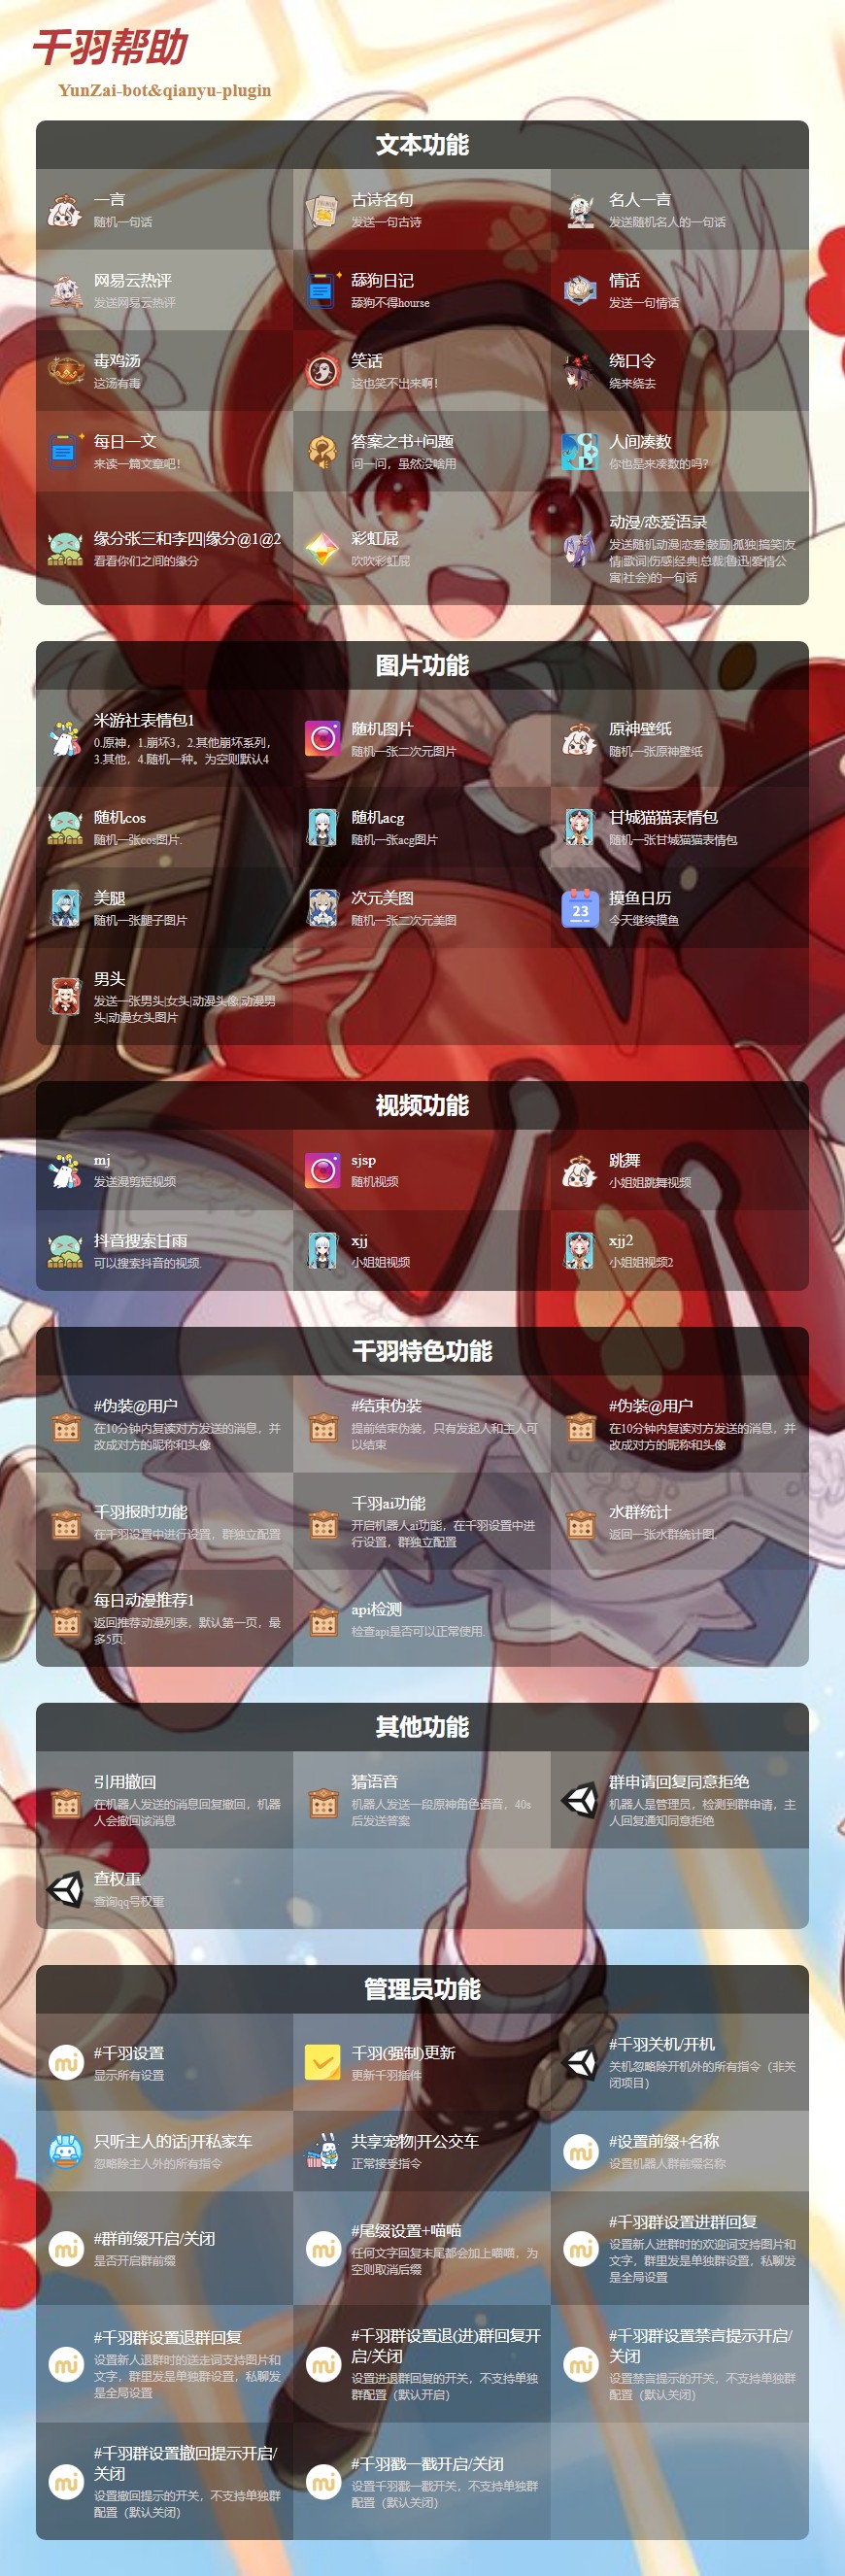 千羽帮助
YunZai-bot&qianyu-plugin
文本功能
一言
随机一句话
古诗名句
发送一句古诗
名人一言
发送随机名人的一句话
网易云热评
发送网易云热评
舔狗日记
舔狗不得hourse
情话
发送一句情话
毒鸡汤
这汤有毒
笑话
这也笑不出来啊!
绕口令
绕来绕去
每日一文
来读一篇文章吧!
答案之书+问题
问一问，虽然没啥用
人间凑数
你也是来凑数的吗?
缘分张三和李四|缘分@1@2
看看你们之间的缘分
彩虹屁
吹吹彩虹屁
动漫/恋爱语录
发送随机动漫|恋爱|鼓励|孤独|搞笑|友
情|歌词|伤感|经典|总裁|鲁迅|爱情公
寓|社会)的一句话
图片功能
米游社表情包1
0.原神，1.崩坏3，2.其他崩坏系列，
3.其他，4.随机一种。为空则默认4
随机图片
随机一张二次元图片
原神壁纸
随机一张原神壁纸
随机cos
随机一张cos图片.
随机acg
随机一张acg图片
甘城猫猫表情包
随机一张甘城猫猫表情包
美腿
随机一张腿子图片
次元美图
随机一张二次元美图
23
摸鱼日历
今天继续摸鱼
男头
发送一张男头|女头|动漫头像|动漫男
头|动漫女头图片
视频功能
mj
发送漫剪短视频
sjsp
随机视频
跳舞
小姐姐跳舞视频
抖音搜索甘雨
可以搜索抖音的视频.
xjj
小姐姐视频
xjj2
小姐姐视频2
千羽特色功能
#伪装@用户
在10分钟内复读对方发送的消息，并
改成对方的昵称和头像
#结束伪装
提前结束伪装，只有发起人和主人可
以结束
#伪装@用户
在10分钟内复读对方发送的消息，并
改成对方的昵称和头像
千羽报时功能
在千羽设置中进行设置，群独立配置
千羽ai功能
开启机器人ai功能，在千羽设置中进
行设置，群独立配置
水群统计
返回一张水群统计图.
每日动漫推荐1
返回推荐动漫列表，默认第一页，最
多5页.
api检测
检查api是否可以正常使用.
其他功能
引用撤回
在机器人发送的消息回复撤回，机器
人会撤回该消息
猜语音
机器人发送一段原神角色语音，40s
后发送答案
群申请回复同意拒绝
机器人是管理员，检测到群申请，主
人回复通知同意拒绝
查权重
查询qq号权重
管理员功能
#千羽设置
显示所有设置
千羽(强制)更新
更新千羽插件
#千羽关机/开机
关机忽略除开机外的所有指令（非关
闭项目）
只听主人的话|开私家车
忽略除主人外的所有指令
共享宠物|开公交车
正常接受指令
#设置前缀+名称
设置机器人群前缀名称
#群前缀开启/关闭
是否开启群前缀
#尾缀设置+喵喵
任何文字回复末尾都会加上喵喵，为
空则取消后缀
#千羽群设置进群回复
设置新人进群时的欢迎词支持图片和
文字，群里发是单独群设置，私聊发
是全局设置
#千羽群设置退群回复
设置新人退群时的送走词支持图片和
文字，群里发是单独群设置，私聊发
是全局设置
#千羽群设置退(进)群回复开
启/关闭
设置进退群回复的开关，不支持单独
群配置（默认开启）
#千羽群设置禁言提示开启/
关闭
设置禁言提示的开关，不支持单独群
配置（默认关闭）
#千羽群设置撤回提示开启/
关闭
设置撤回提示的开关，不支持单独群
配置（默认关闭）
#千羽戳一戳开启/关闭
设置千羽戳一戳开关，不支持单独群
配置（默认关闭）